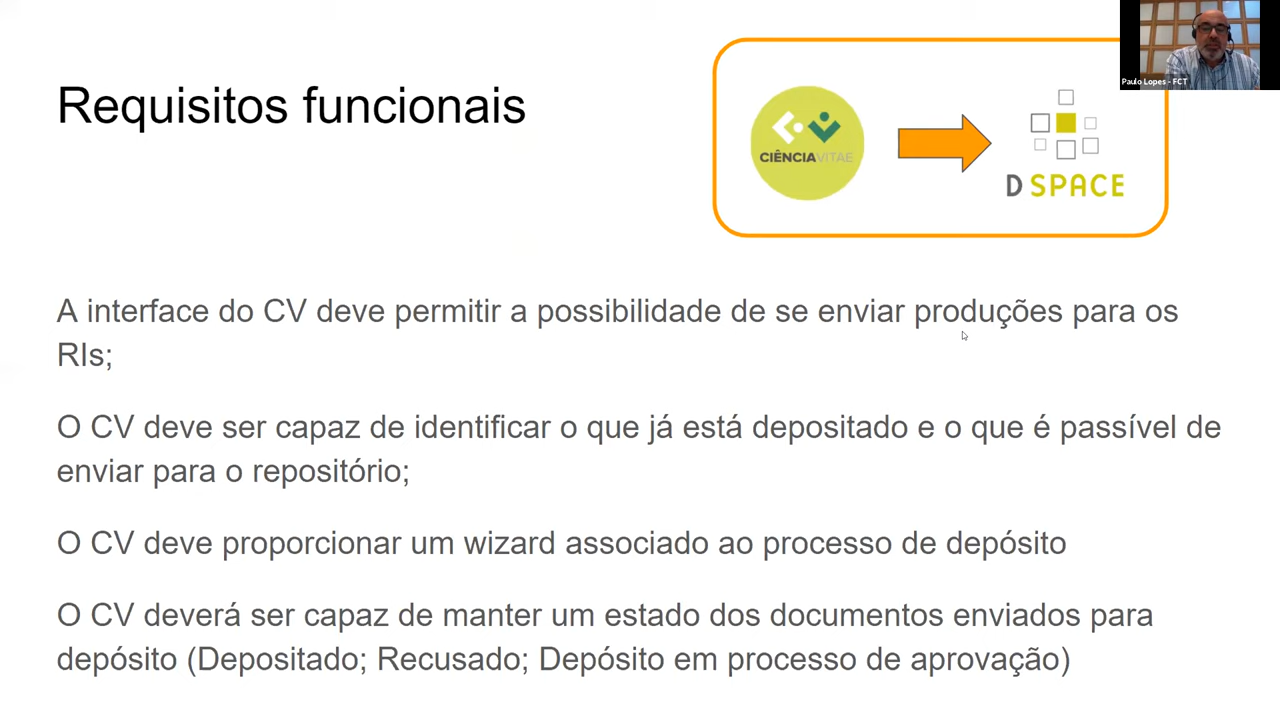 Paulo Lopes - FCT
Requisitos funcionais
CIÊNCIAVITAE
D SPACE
A interface do CV deve permitir a possibilidade de se enviar produções para os
RIs;
O CV deve ser capaz de identificar o que já está depositado e o que é passível de
enviar para o repositório;
O CV deve proporcionar um wizard associado ao processo de depósito
O CV deverá ser capaz de manter um estado dos documentos enviados para
depósito (Depositado; Recusado; Depósito em processo de aprovação)